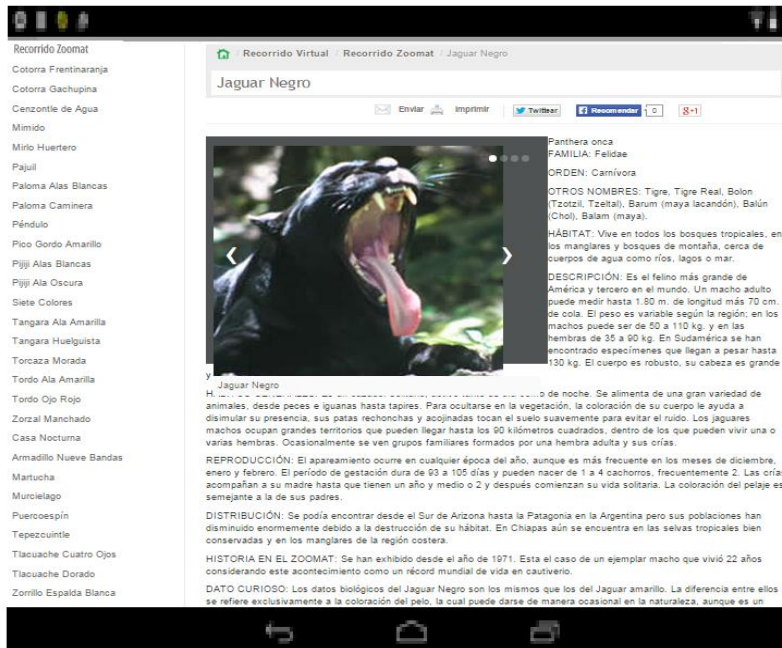 Recorrido Zoomat
Cotorra Frentinaranja
Cotorra Gachupina
Cenzontle de Agua
Mimido
Mirlo Huertero
Pajuil
Paloma Alas Blancas
Paloma Caminera
Péndulo
Pico Gordo Amarillo
Pijiji Alas Blancas
Pijiji Ala Oscura
Siete Colores
Tangara Ala Amarilla
Tangara Huelguista
Torcaza Morada
Tordo Ala Amarilla
Tordo Ojo Rojo
Zorzal Manchado
Casa Nocturna
Armadillo Nueve Bandas
Martucha
Murcielago
Puercoespín
Tepezcuintle
Tlacuache Cuatro Ojos
Tlacuache Dorado
Zorrillo Espalda Blanca
/ Recorrido Virtual / Recorrido Zoomat / Jaguar Negro
Jaguar Negro
Enviar Imprimir Twittear Recomendar 0 g+1
Panthera onca
FAMILIA: Felidae
ORDEN: Carnívora
OTROS NOMBRES: Tigre, Tigre Real, Bolon
(Tzotzil, Tzeltal), Barum (maya lacandón), Balún
(Chol), Balam (maya).
HÁBITAT: Vive en todos los bosques tropicales, en
los manglares y bosques de montaña, cerca de
cuerpos de agua como ríos, lagos o mar.
DESCRIPCIÓN: Es el felino más grande de
América y tercero en el mundo. Un macho adulto
puede medir hasta 1.80 m. de longitud más 70 cm.
de cola. El peso es variable según la región; en los
machos puede ser de 50 a 110 kg. y en las
hembras de 35 a 90 kg. En Sudamérica se han
encontrado especímenes que llegan a pesar hasta
130 kg. El cuerpo es robusto, su cabeza es grande
y
Jaguar Negro
de noche. Se alimenta de una gran variedad de
animales, desde peces e iguanas hasta tapires. Para ocultarse en la vegetación, la coloración de su cuerpo le ayuda a
disimular su presencia, sus patas rechonchas y acojinadas tocan el suelo suavemente para evitar el ruido. Los jaguares
machos ocupan grandes territorios que pueden llegar hasta los 90 kilómetros cuadrados, dentro de los que pueden vivir una o
varias hembras. Ocasionalmente se ven grupos familiares formados por una hembra adulta y sus crías.
REPRODUCCIÓN: El apareamiento ocurre en cualquier época del año, aunque es más frecuente en los meses de diciembre,
enero y febrero. El período de gestación dura de 93 a 105 días y pueden nacer de 1 a 4 cachorros, frecuentemente 2. Las crías
acompañan a su madre hasta que tienen un año y medio o 2 y después comienzan su vida solitaria. La coloración del pelaje es
semejante a la de sus padres.
DISTRIBUCIÓN: Se podía encontrar desde el Sur de Arizona hasta la Patagonia en la Argentina pero sus poblaciones han
disminuido enormemente debido a la destrucción de su hábitat. En Chiapas aún se encuentra en las selvas tropicales bien
conservadas y en los manglares de la región costera.
HISTORIA EN EL ZOOMAT: Se han exhibido desde el año de 1971. Esta el caso de un ejemplar macho que vivió 22 años
considerando este acontecimiento como un récord mundial de vida en cautiverio.
DATO CURIOSO: Los datos biológicos del Jaguar Negro son los mismos que los del Jaguar amarillo. La diferencia entre ellos
se refiere exclusivamente a la coloración del pelo, la cual puede darse de manera ocasional en la naturaleza, aunque es un